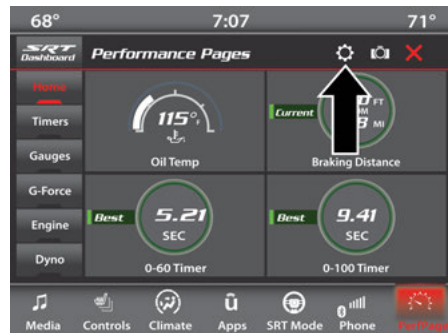 68° 7:07 71°
SRT Dashboard Performance Pages
Home
Timers
Gauges
G-Force
Engine
Dyno
115°F
Oil Temp
Current
FT
MI
Braking Distance
Best 5.21 SEC
0-60 Timer
Best 9.41 SEC
0-100 Timer
Media Controls Climate Apps SRT Mode Phone PerfPages